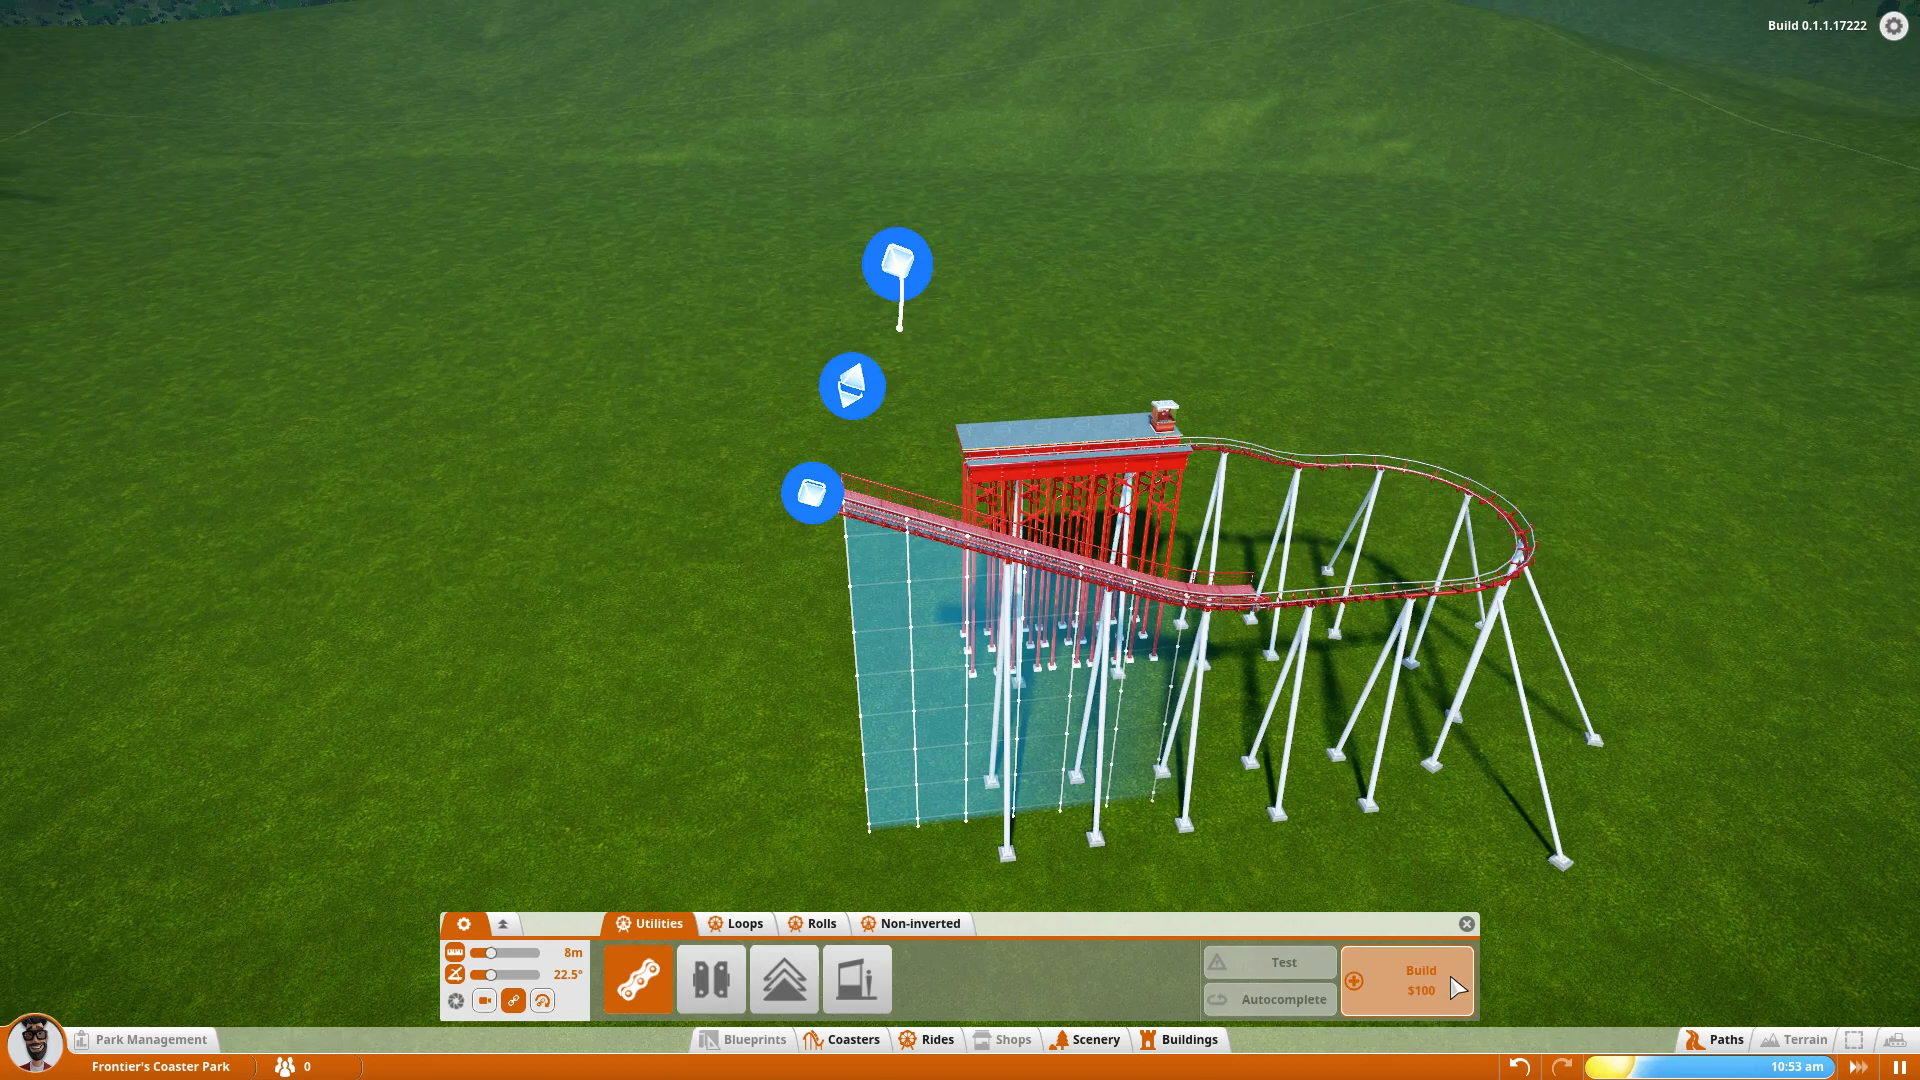 Build 0.1.1.17222
Utilities
Loops
Rolls
Non-inverted
8m
22.5°
Test
Autocomplete
Build
$100
Park Management
Blueprints
Coasters
Rides
Shops
Scenery
Buildings
Paths
Terrain
Frontier's Coaster Park
0
10:53 am